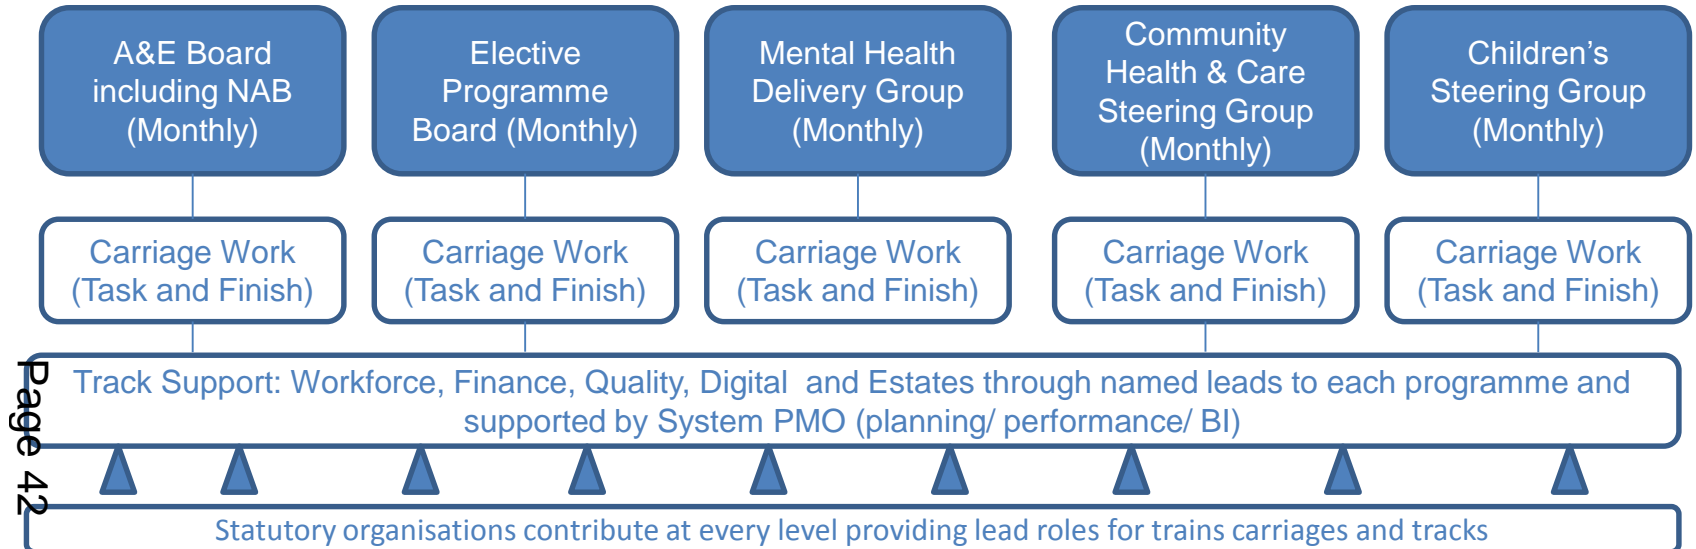 A&E Board
including NAB
(Monthly)
Elective
Programme
Board (Monthly)
Mental Health
Delivery Group
(Monthly)
Community
Health & Care
Steering Group
(Monthly)
Children’s
Steering Group
(Monthly)
Carriage Work
(Task and Finish)
Carriage Work
(Task and Finish)
Carriage Work
(Task and Finish)
Carriage Work
(Task and Finish)
Carriage Work
(Task and Finish)
Track Support: Workforce, Finance, Quality, Digital  and Estates through named leads to each programme and
supported by System PMO (planning/ performance/ BI)
Statutory organisations contribute at every level providing lead roles for trains carriages and tracks
Page 42